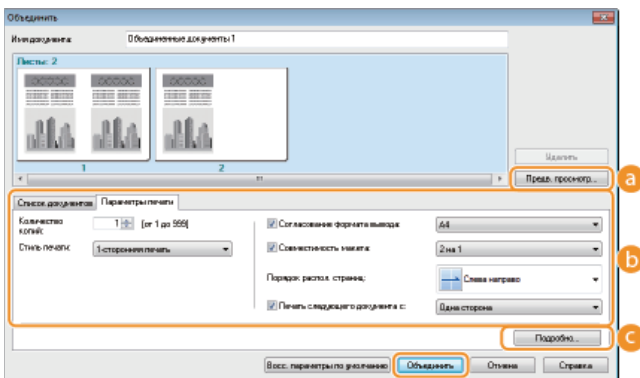 Объединить
Имя документа: Объединенные документы 1
Листы: 2
1 2
Удалить
Предв. просмотр... a
Список документов Параметры печати
Количество копий: 1 [от 1 до 999]
Стиль печати: 1-сторонняя печать
Согласование формата вывода: A4
Совместимость макета: 2 на 1
Порядок распол. страниц: Слева направо
Печать следующего документа с: Одна сторона
b
Подробно... c
Восс. параметры по умолчанию Объединить Отмена Справка